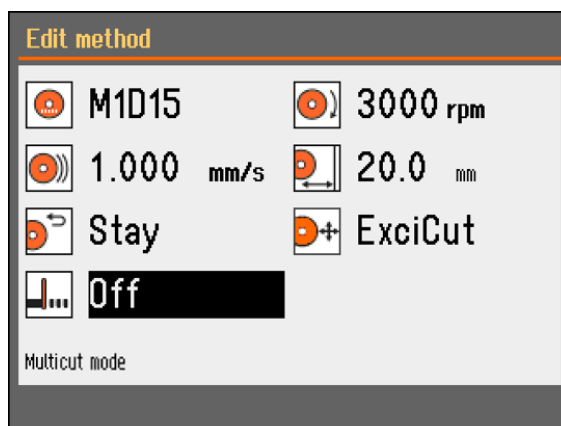 Edit method
M1D15 3000 rpm
1.000 mm/s 20.0 mm
Stay ExciCut
Off
Multicut mode